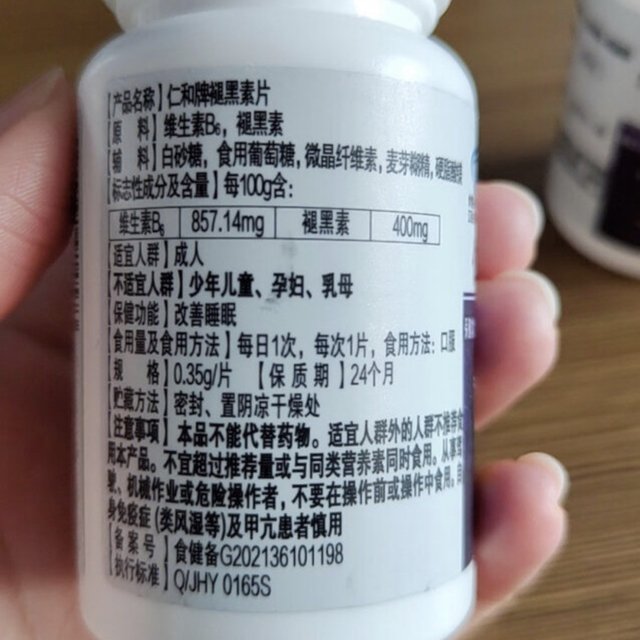 【产品名称】仁和牌褪黑素片
【原 料】维生素B6，褪黑素
【辅 料】白砂糖，食用葡萄糖，微晶纤维素，麦芽糊精，硬脂酸镁
【标志性成分及含量】每100g含：
维生素B6 857.14mg 褪黑素 400mg
【适宜人群】成人
【不适宜人群】少年儿童、孕妇、乳母
【保健功能】改善睡眠
【食用量及食用方法】每日1次，每次1片，食用方法：口服
【规 格】0.35g/片 【保 质 期】24个月
【贮藏方法】密封、置阴凉干燥处
【注意事项】本品不能代替药物。适宜人群外的人群不推荐食
用本产品。不宜超过推荐量或与同类营养素同时食用。从事驾
驶、机械作业或危险操作者，不要在操作前或操作中食用。自
身免疫症(类风湿等)及甲亢患者慎用
【备 案 号】食健备G202136101198
【执行标准】Q/JHY 0165S